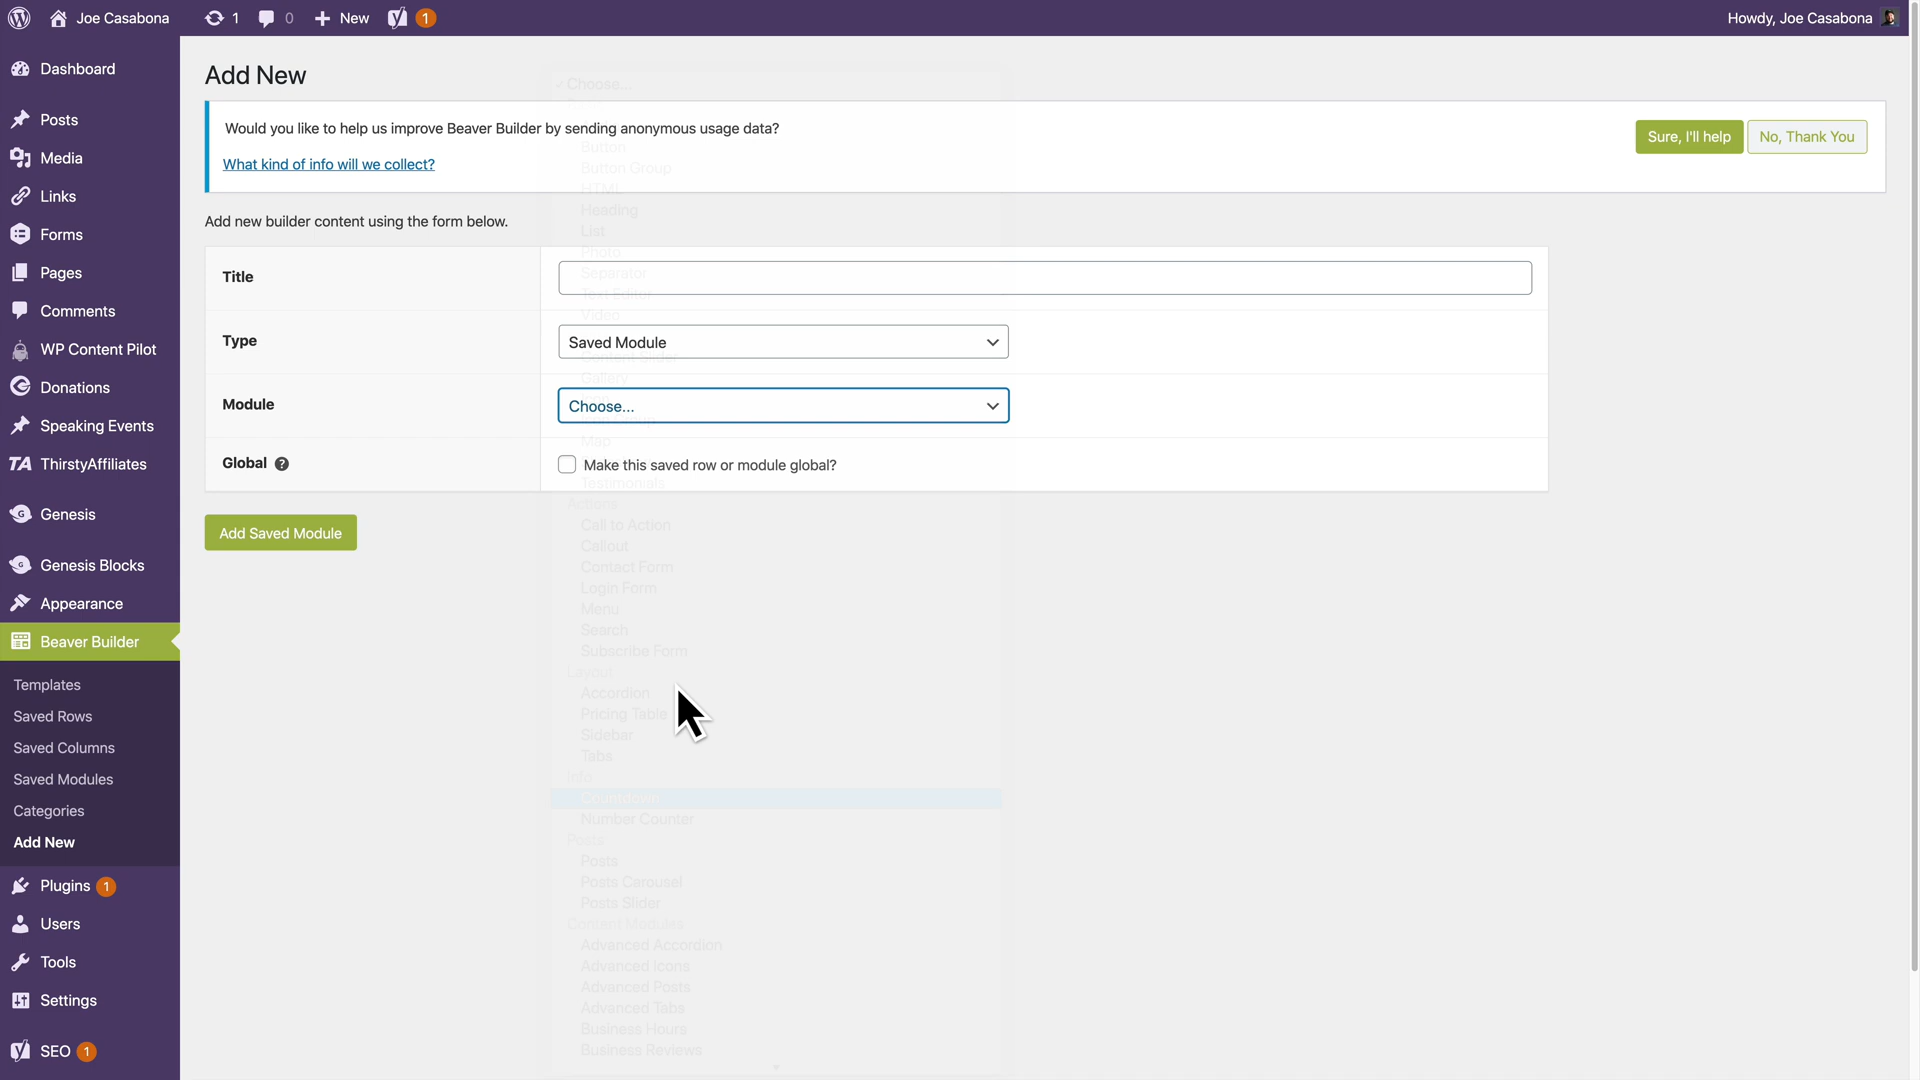 Joe Casabona
1
0
New
1
Howdy, Joe Casabona
Dashboard
Posts
Media
Links
Forms
Pages
Comments
WP Content Pilot
Donations
Speaking Events
TA ThirstyAffiliates
Genesis
Genesis Blocks
Appearance
Beaver Builder
Templates
Saved Rows
Saved Columns
Saved Modules
Categories
Add New
Plugins 1
Users
Tools
Settings
SEO 1
Add New
Would you like to help us improve Beaver Builder by sending anonymous usage data?
What kind of info will we collect?
Sure, I'll help
No, Thank You
Add new builder content using the form below.
Title
Type
Saved Module
Module
Choose...
Global ?
Make this saved row or module global?
Add Saved Module
Choose...
Button
Button Group
HTML
Heading
List
Photo
Separator
Text Editor
Video
Content Slider
Gallery
Map
Testimonials
Actions
Call to Action
Callout
Contact Form
Login Form
Menu
Search
Subscribe Form
Layout
Accordion
Pricing Table
Sidebar
Tabs
Info
Countdown
Number Counter
Posts
Posts
Posts Carousel
Posts Slider
Content Modules
Advanced Accordion
Advanced Icons
Advanced Posts
Advanced Tabs
Business Hours
Business Reviews